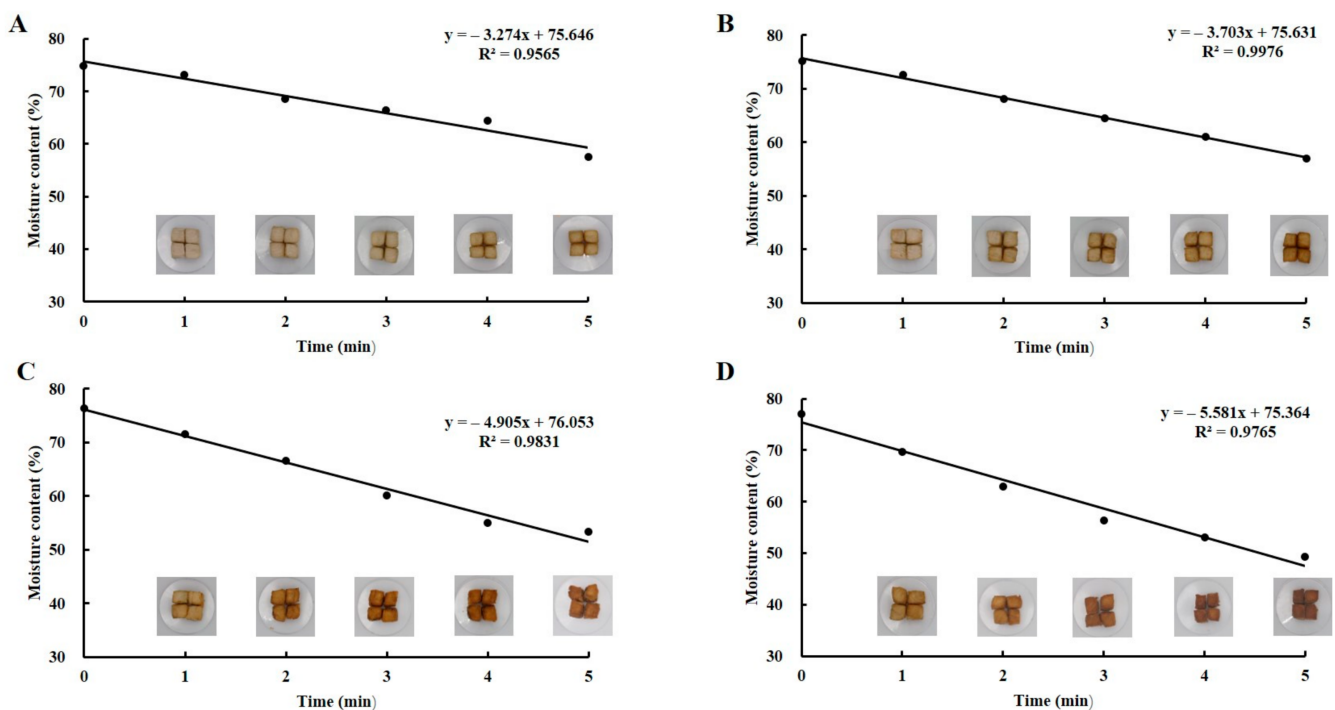 A
y = – 3.274x + 75.646
R² = 0.9565
Moisture content (%)
80
70
60
50
40
30
0 1 2 3 4 5
Time (min)
B
y = – 3.703x + 75.631
R² = 0.9976
Moisture content (%)
80
70
60
50
40
30
0 1 2 3 4 5
Time (min)
C
y = – 4.905x + 76.053
R² = 0.9831
Moisture content (%)
80
70
60
50
40
30
0 1 2 3 4 5
Time (min)
D
y = – 5.581x + 75.364
R² = 0.9765
Moisture content (%)
80
70
60
50
40
30
0 1 2 3 4 5
Time (min)